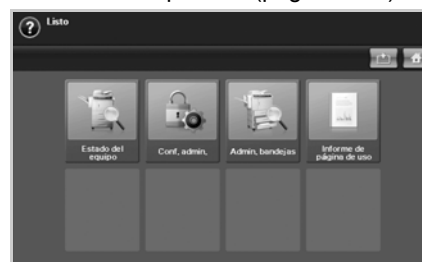 Listo
Estado del
equipo
Conf, admin,
Admin, bandejas
Informe de
página de uso